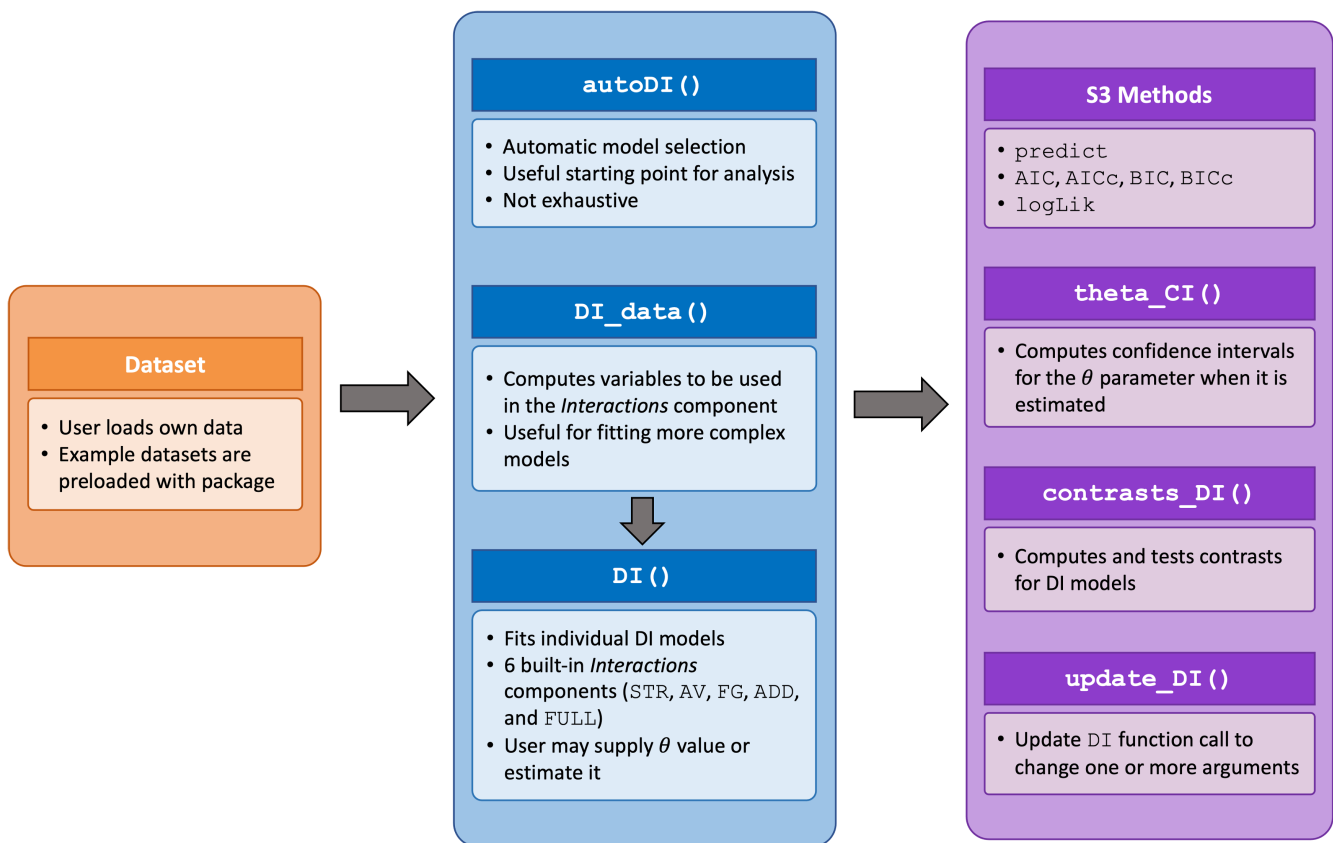 Dataset
• User loads own data
• Example datasets are
preloaded with package
autoDI()
• Automatic model selection
• Useful starting point for analysis
• Not exhaustive
DI_data()
• Computes variables to be used
in the Interactions component
• Useful for fitting more complex
models
DI()
• Fits individual DI models
• 6 built-in Interactions
components (STR, AV, FG, ADD,
and FULL)
• User may supply θ value or
estimate it
S3 Methods
• predict
• AIC, AICc, BIC, BICc
• logLik
theta_CI()
• Computes confidence intervals
for the θ parameter when it is
estimated
contrasts_DI()
• Computes and tests contrasts
for DI models
update_DI()
• Update DI function call to
change one or more arguments